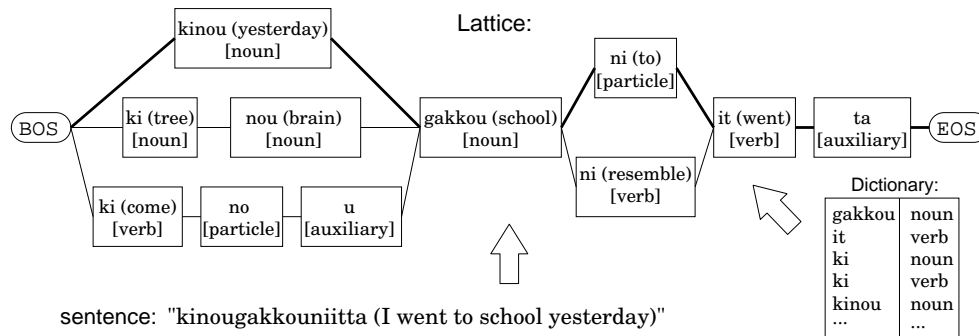 Lattice:
kinou (yesterday)
[noun]
ni (to)
[particle]
BOS
ki (tree)
[noun]
nou (brain)
[noun]
gakkou (school)
[noun]
it (went)
[verb]
ta
[auxiliary]
EOS
ki (come)
[verb]
no
[particle]
u
[auxiliary]
ni (resemble)
[verb]
Dictionary:
gakkou noun
it verb
ki noun
ki verb
kinou noun
... ...
sentence: "kinougakkouniitta (I went to school yesterday)"